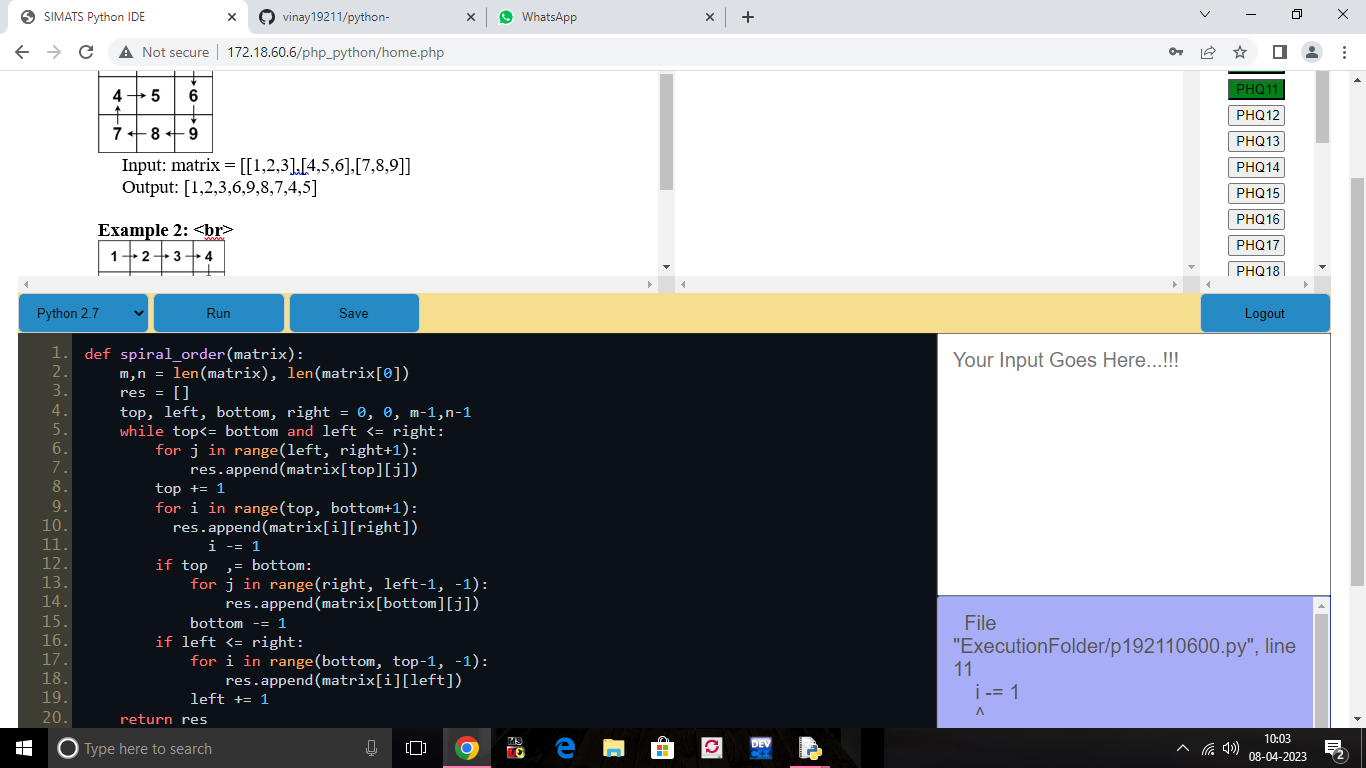 SIMATS Python IDE
vinay19211/python-
WhatsApp
Not secure
172.18.60.6/php_python/home.php
4 5 6
7 8 9
Input: matrix = [[1,2,3],[4,5,6],[7,8,9]]
Output: [1,2,3,6,9,8,7,4,5]
Example 2: <br>
1 2 3 4
PHQ11
PHQ12
PHQ13
PHQ14
PHQ15
PHQ16
PHQ17
PHQ18
Python 2.7 Run Save Logout
1. def spiral_order(matrix):
2. m,n = len(matrix), len(matrix[0])
3. res = []
4. top, left, bottom, right = 0, 0, m-1,n-1
5. while top<= bottom and left <= right:
6. for j in range(left, right+1):
7. res.append(matrix[top][j])
8. top += 1
9. for i in range(top, bottom+1):
10. res.append(matrix[i][right])
11. i -= 1
12. if top  ,= bottom:
13. for j in range(right, left-1, -1):
14. res.append(matrix[bottom][j])
15. bottom -= 1
16. if left <= right:
17. for i in range(bottom, top-1, -1):
18. res.append(matrix[i][left])
19. left += 1
20. return res
Your Input Goes Here...!!!
File
"ExecutionFolder/p192110600.py", line
11
i -= 1
^
Type here to search
DEV
10:03
08-04-2023
2